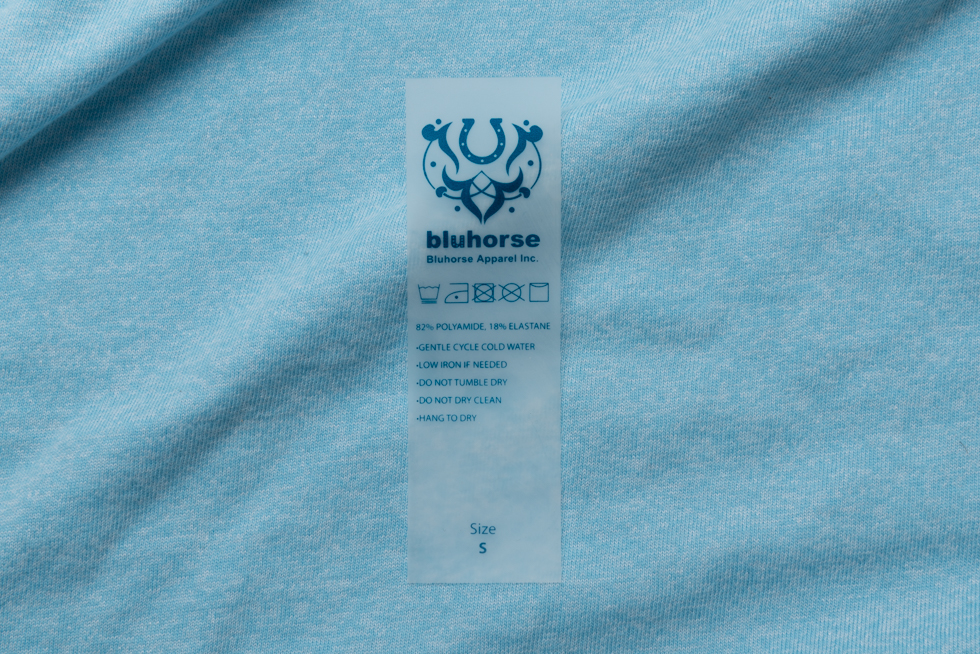 bluhorse
Bluhorse Apparel Inc.
82% POLYAMIDE, 18% ELASTANE
•GENTLE CYCLE COLD WATER
•LOW IRON IF NEEDED
•DO NOT TUMBLE DRY
•DO NOT DRY CLEAN
•HANG TO DRY
Size
S